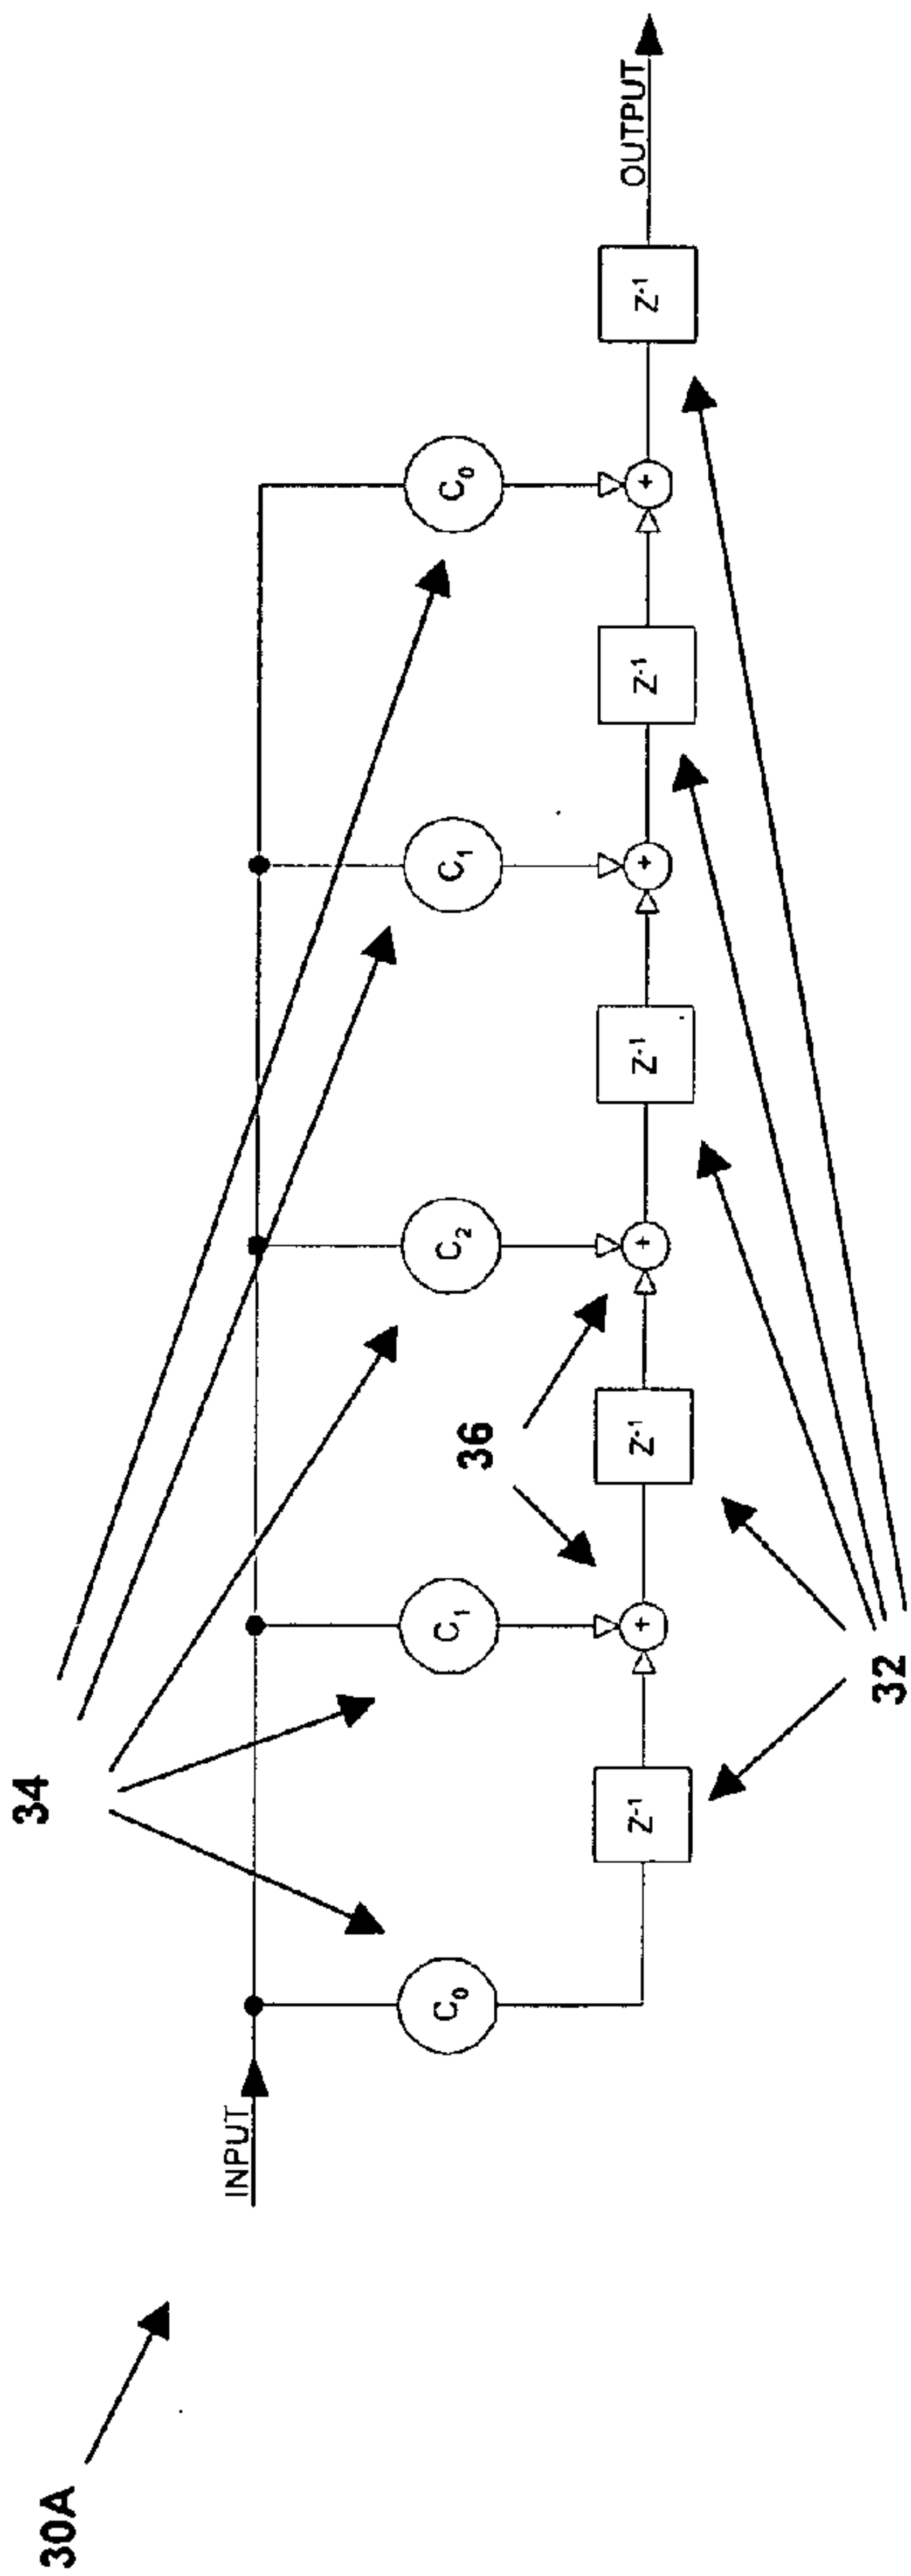 30A
34
INPUT
OUTPUT
C₀
C₁
C₂
C₁
C₀
36
+
+
+
+
Z⁻¹
Z⁻¹
Z⁻¹
Z⁻¹
Z⁻¹
32